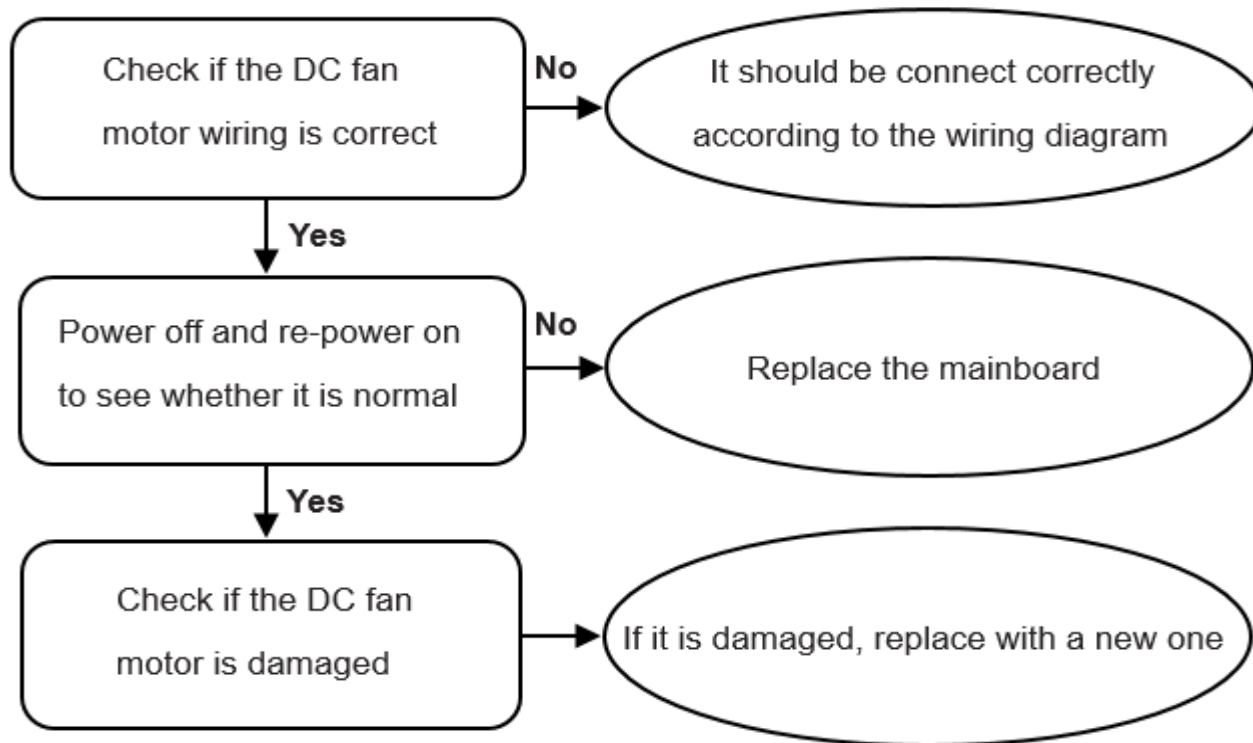 Check if the DC fan
motor wiring is correct
No
It should be connect correctly
according to the wiring diagram
Yes
Power off and re-power on
to see whether it is normal
No
Replace the mainboard
Yes
Check if the DC fan
motor is damaged
If it is damaged, replace with a new one